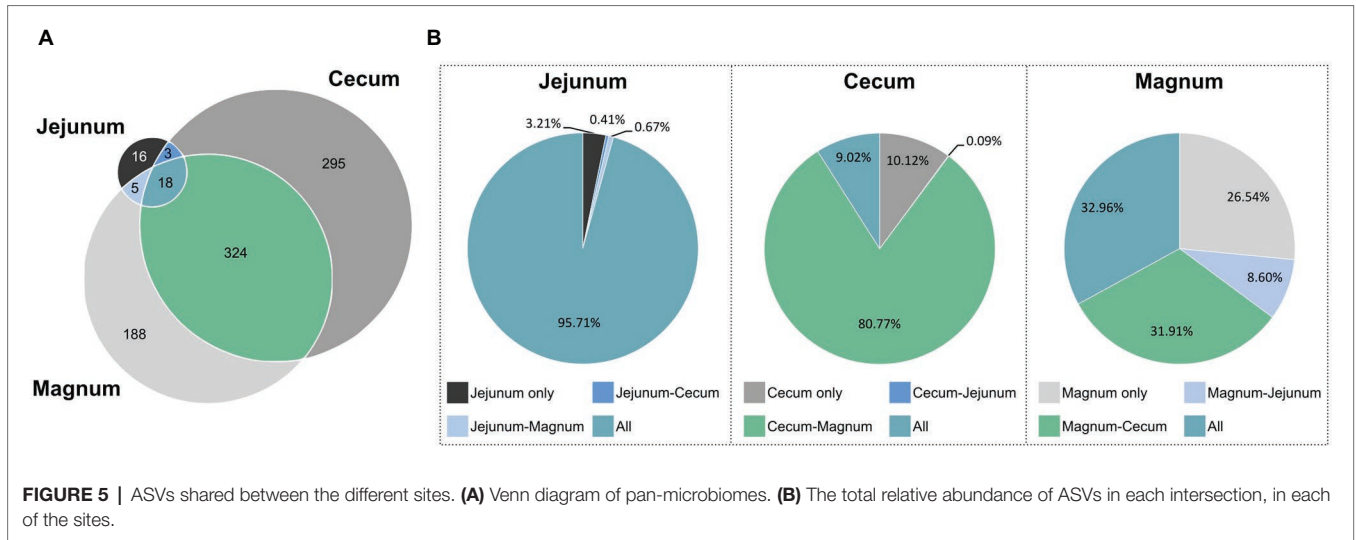 A
Cecum
Jejunum
16
3
295
5
18
324
188
Magnum
B
Jejunum
3.21%
0.41%
0.67%
95.71%
Jejunum only
Jejunum-Cecum
Jejunum-Magnum
All
Cecum
9.02%
10.12%
0.09%
80.77%
Cecum only
Cecum-Jejunum
Cecum-Magnum
All
Magnum
32.96%
26.54%
8.60%
31.91%
Magnum only
Magnum-Jejunum
Magnum-Cecum
All
FIGURE 5 | ASVs shared between the different sites. (A) Venn diagram of pan-microbiomes. (B) The total relative abundance of ASVs in each intersection, in each
of the sites.